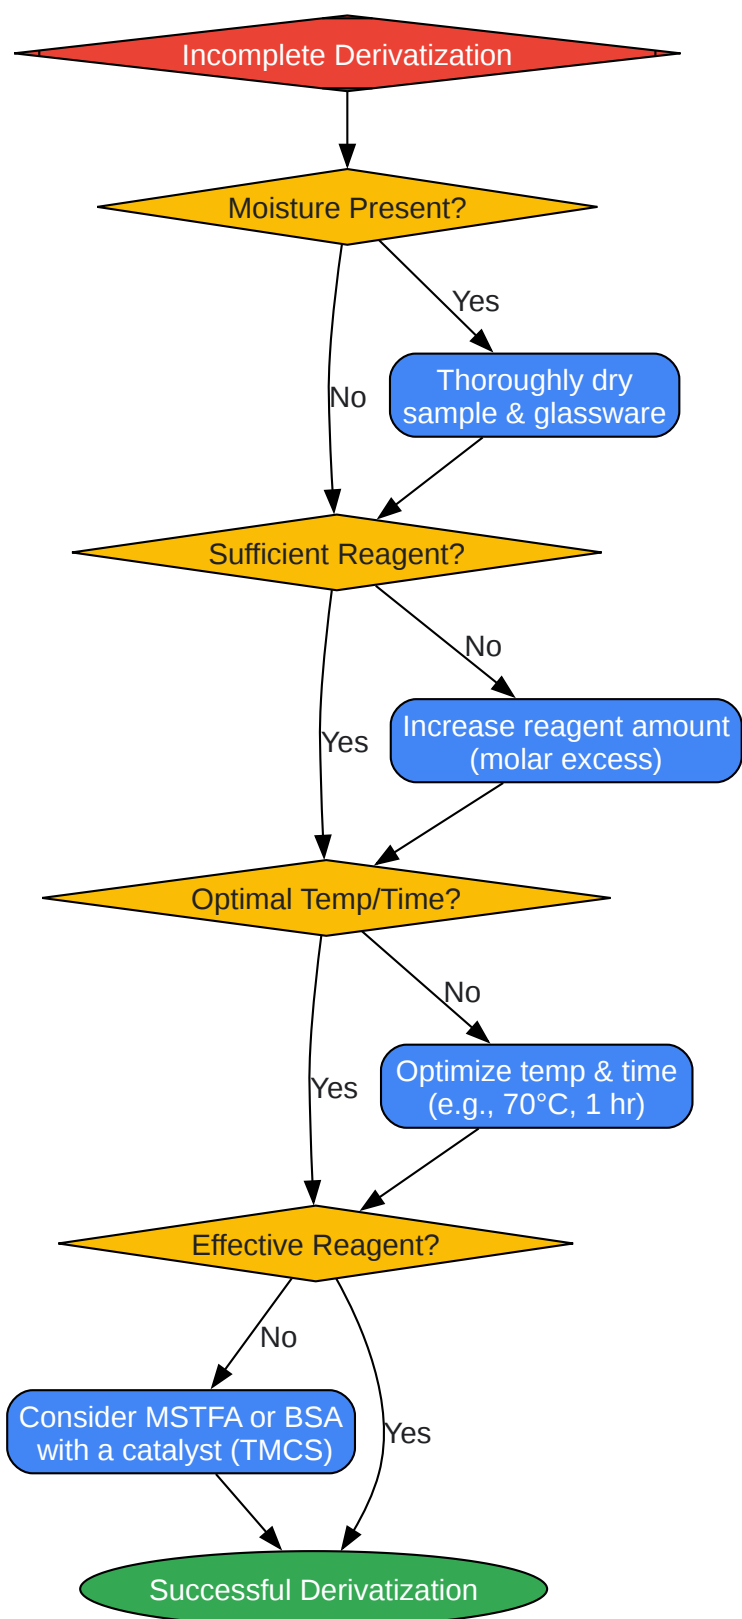 Incomplete Derivatization
Moisture Present?
Yes
No
Thoroughly dry
sample & glassware
Sufficient Reagent?
No
Yes
Increase reagent amount
(molar excess)
Optimal Temp/Time?
No
Yes
Optimize temp & time
(e.g., 70°C, 1 hr)
Effective Reagent?
No
Yes
Consider MSTFA or BSA
with a catalyst (TMCS)
Successful Derivatization